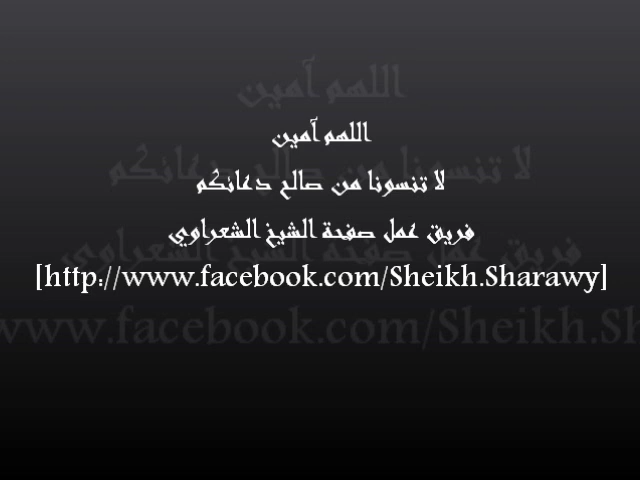 اللهم آمين
لا تنسونا من صالح دعائكم
فريق عمل صفحة الشيخ الشعراوي
[http://www.facebook.com/Sheikh.Sharawy]